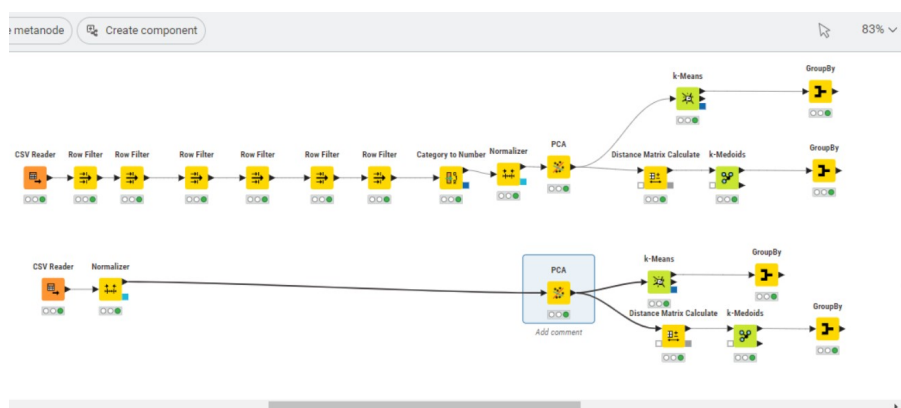 metanode
Create component
83%
k-Means
GroupBy
CSV Reader
Row Filter
Row Filter
Row Filter
Row Filter
Row Filter
Row Filter
Category to Number
Normalizer
PCA
Distance Matrix Calculate
k-Medoids
GroupBy
CSV Reader
Normalizer
PCA
Add comment
k-Means
GroupBy
Distance Matrix Calculate
k-Medoids
GroupBy